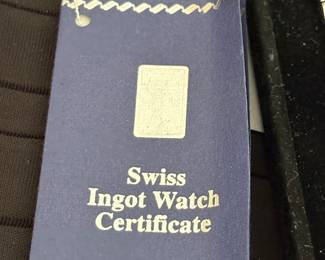 Swiss
Ingot Watch
Certificate